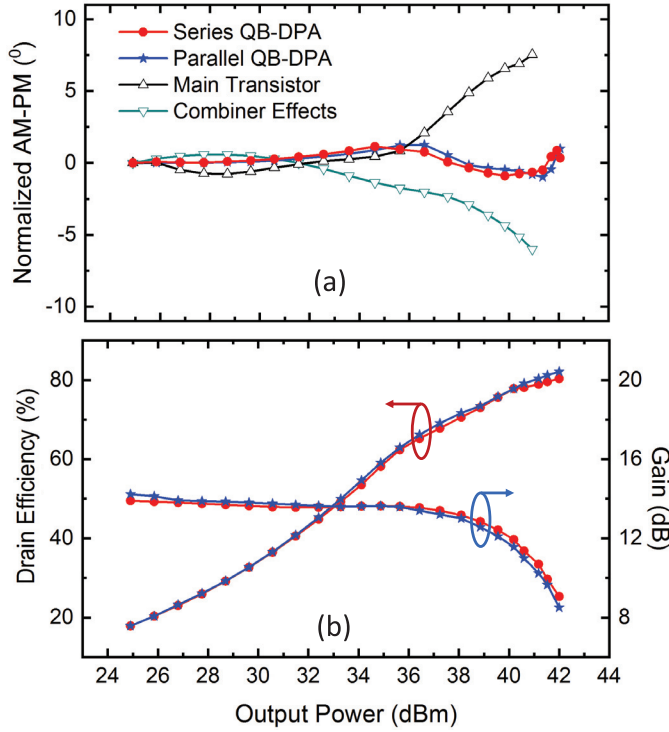 Normalized AM-PM (⁰)
10
5
0
-5
-10
Series QB-DPA
Parallel QB-DPA
Main Transistor
Combiner Effects
(a)
Drain Efficiency (%)
80
60
40
20
20
16
12
8
Gain (dB)
(b)
24 26 28 30 32 34 36 38 40 42 44
Output Power (dBm)